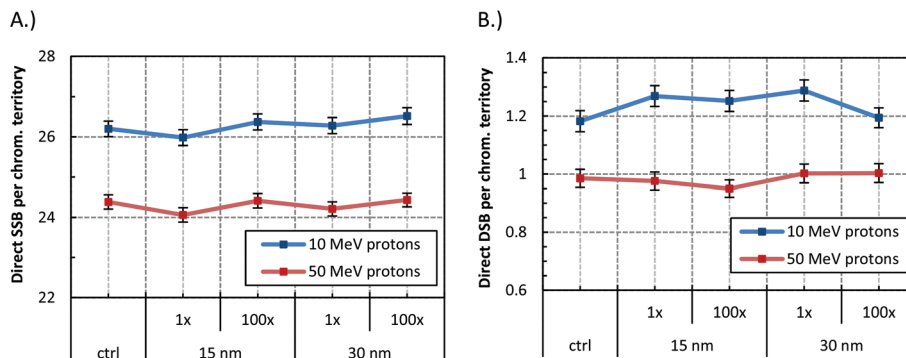 A.)
Direct SSB per chrom. territory
28
26
24
22
10 MeV protons
50 MeV protons
1x 100x 1x 100x
ctrl 15 nm 30 nm
B.)
Direct DSB per chrom. territory
1.4
1.2
1
0.8
0.6
10 MeV protons
50 MeV protons
1x 100x 1x 100x
ctrl 15 nm 30 nm